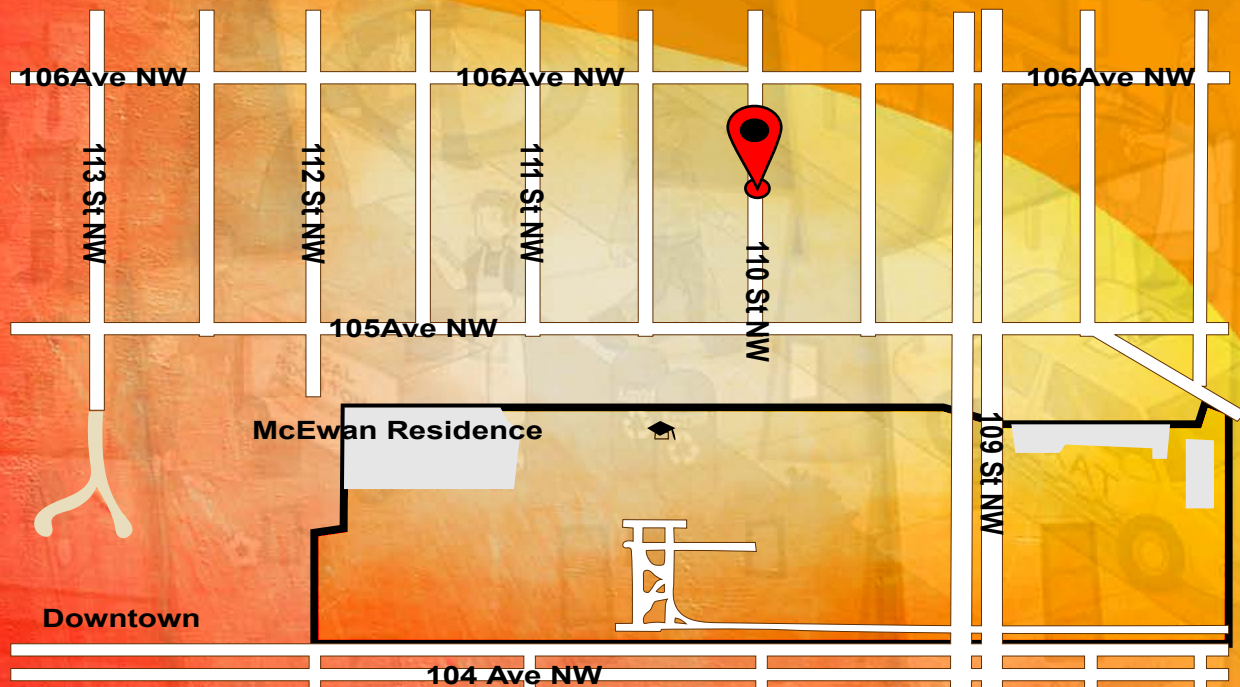 106Ave NW
106Ave NW
106Ave NW
113 St NW
112 St NW
111 St NW
110 St NW
105Ave NW
McEwan Residence
109 St NW
Downtown
104 Ave NW